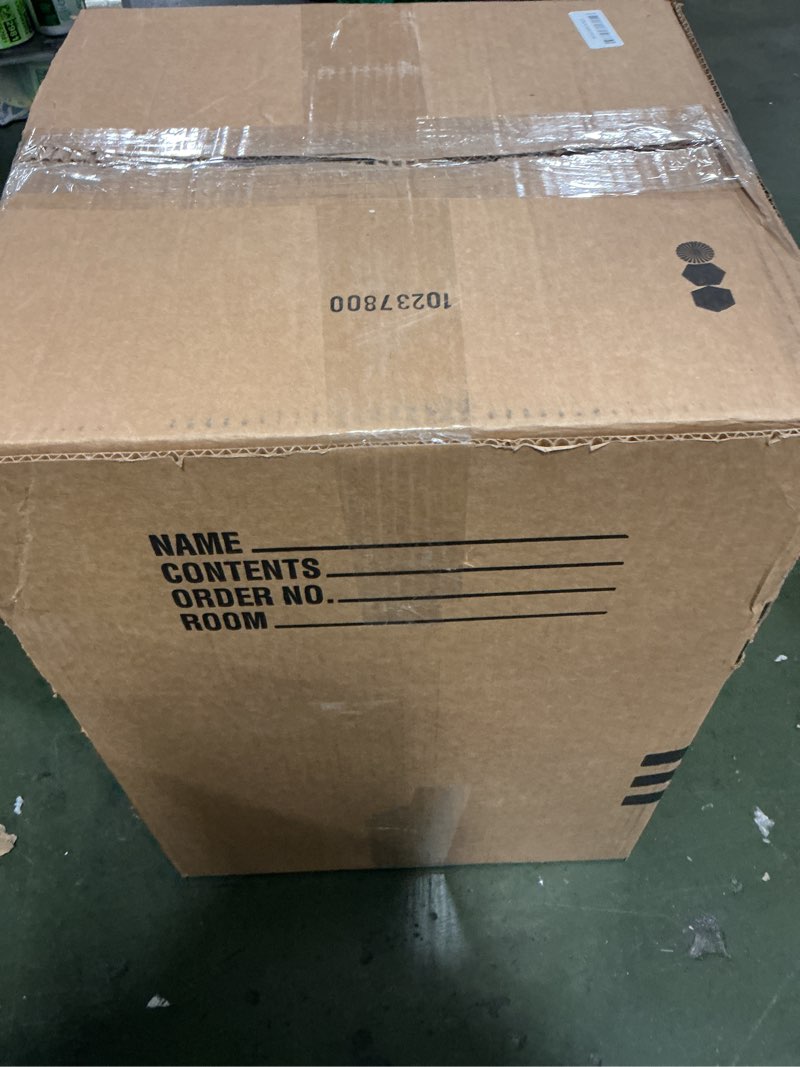 10237800
NAME
CONTENTS
ORDER NO.
ROOM